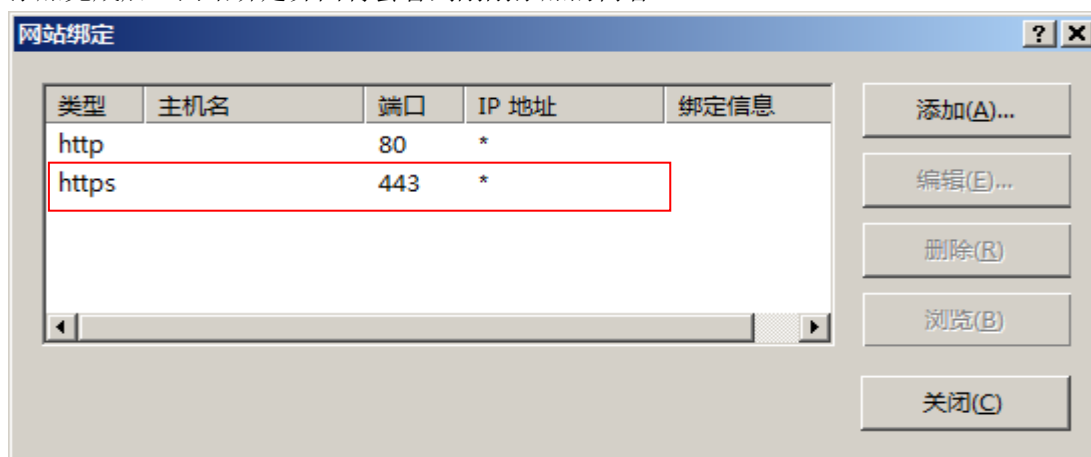 网站绑定
类型 主机名 端口 IP 地址 绑定信息
http 80 *
https 443 *
添加(A)...
编辑(E)...
删除(R)
浏览(B)
关闭(C)